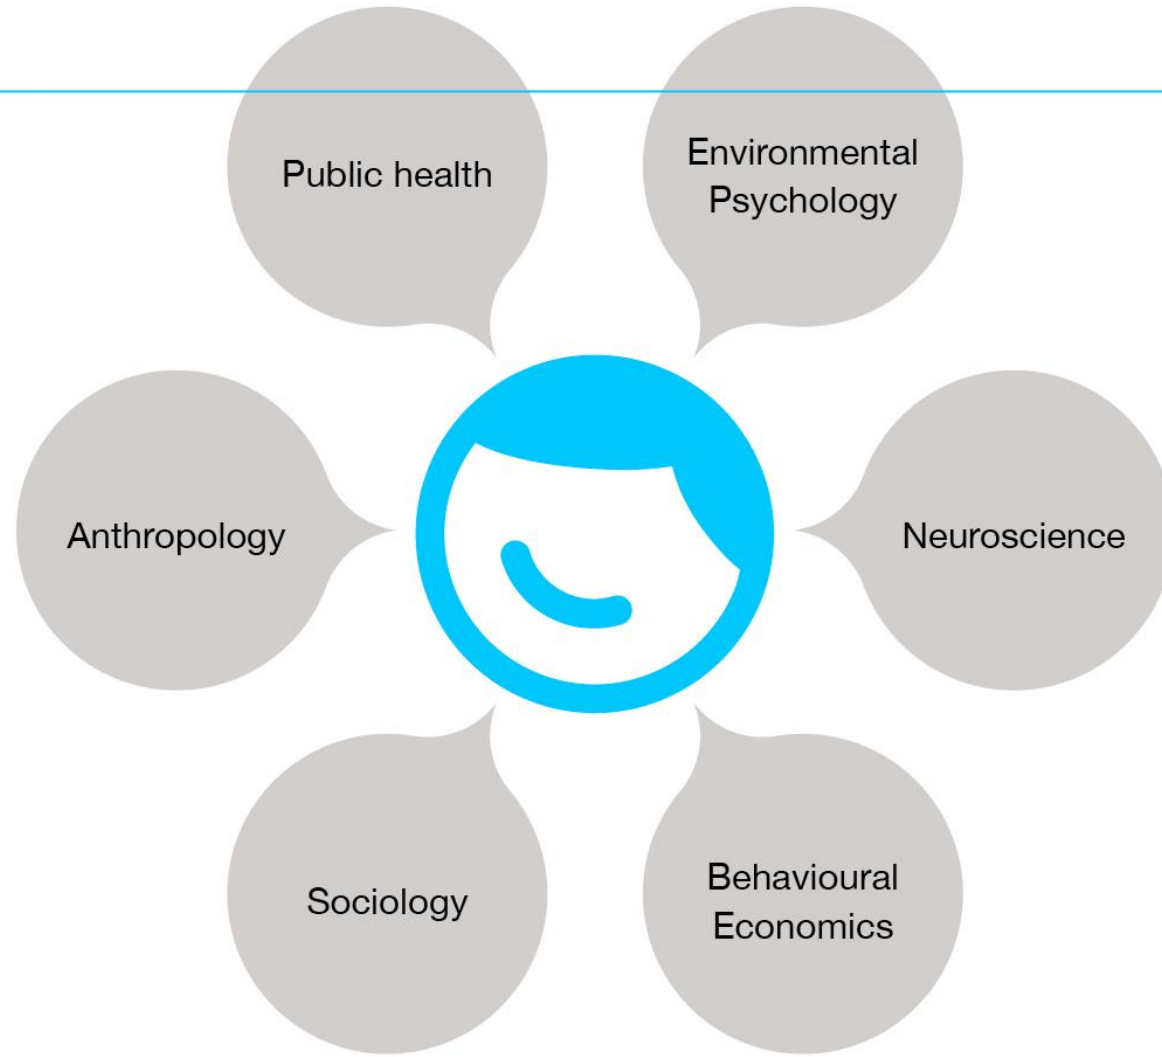 Public health
Environmental
Psychology
Anthropology
Neuroscience
Sociology
Behavioural
Economics